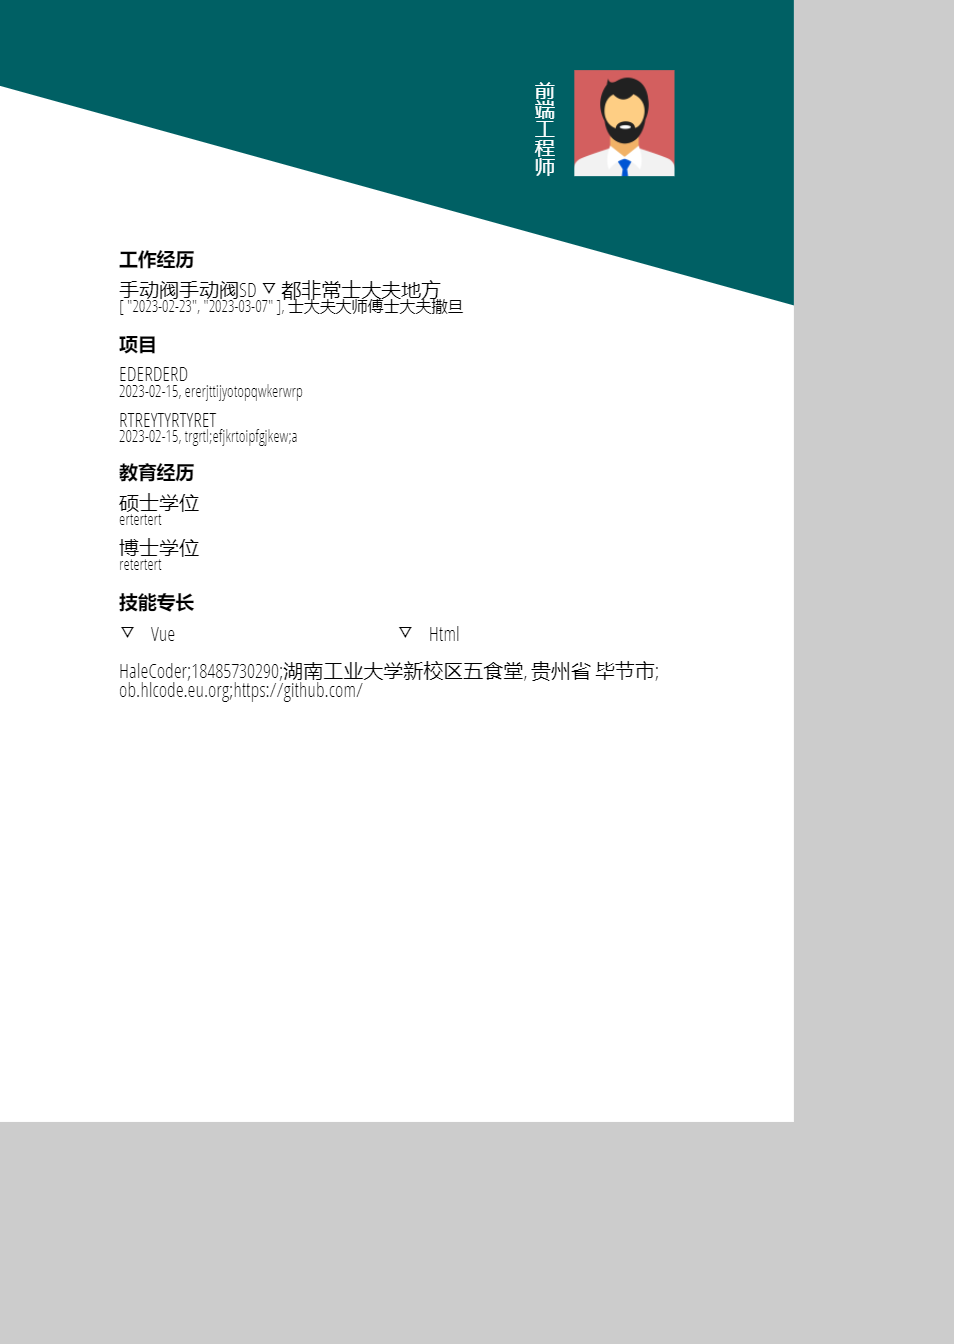 前端工程师
工作经历
手动阀手动阀SD ▽ 都非常士大夫地方
[ "2023-02-23", "2023-03-07" ], 士大夫大师傅士大夫撒旦
项目
EDERDERD
2023-02-15, ererjttijyotopqwkerwrp
RTREYTYRTYRET
2023-02-15, trgrtl;efjkrtoipfgjkew;a
教育经历
硕士学位
ertertert
博士学位
retertert
技能专长
▽ Vue ▽ Html
HaleCoder;18485730290;湖南工业大学新校区五食堂, 贵州省 毕节市;
ob.hlcode.eu.org;https://github.com/